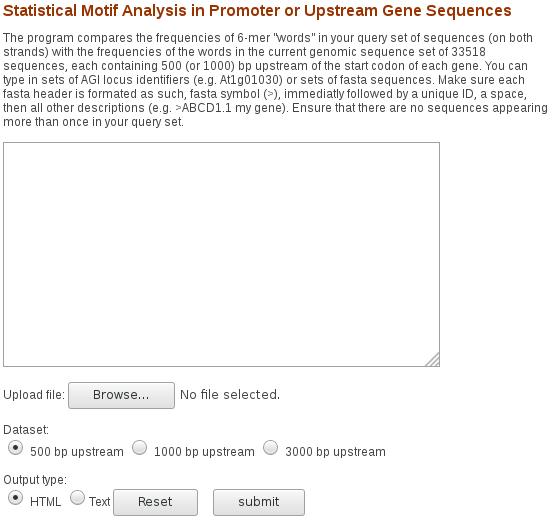 Statistical Motif Analysis in Promoter or Upstream Gene Sequences
The program compares the frequencies of 6-mer "words" in your query set of sequences (on both
strands) with the frequencies of the words in the current genomic sequence set of 33518
sequences, each containing 500 (or 1000) bp upstream of the start codon of each gene. You can
type in sets of AGI locus identifiers (e.g. At1g01030) or sets of fasta sequences. Make sure each
fasta header is formated as such, fasta symbol (>), immediatly followed by a unique ID, a space,
then all other descriptions (e.g. >ABCD1.1 my gene). Ensure that there are no sequences appearing
more than once in your query set.
Upload file: Browse... No file selected.
Dataset:
500 bp upstream 1000 bp upstream 3000 bp upstream
Output type:
HTML Text Reset submit